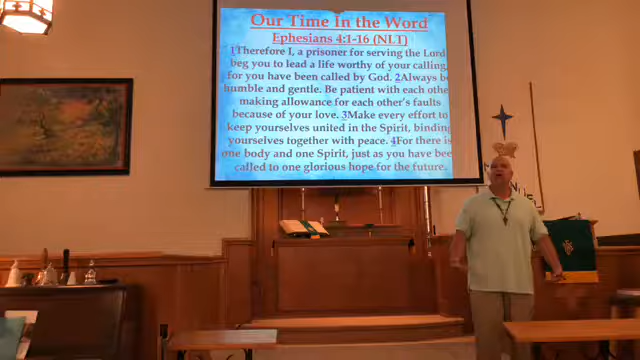 Our Time In the Word
Ephesians 4:1-16 (NLT)
1Therefore I, a prisoner for serving the Lord
beg you to lead a life worthy of your calling,
for you have been called by God. 2Always be
humble and gentle. Be patient with each othe
making allowance for each other's faults
because of your love. 3Make every effort to
keep yourselves united in the Spirit, binding
yourselves together with peace. 4For there is
one body and one Spirit, just as you have bee
called to one glorious hope for the future.